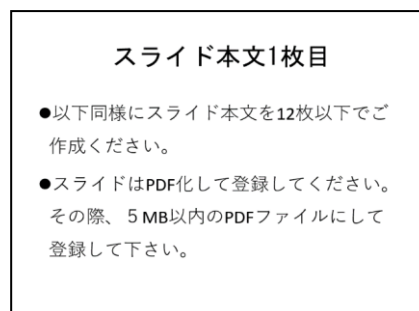 スライド本文1枚目
●以下同様にスライド本文を12枚以下でご
作成ください。
●スライドはPDF化して登録してください。
その際、５MB以内のPDFファイルにして
登録して下さい。